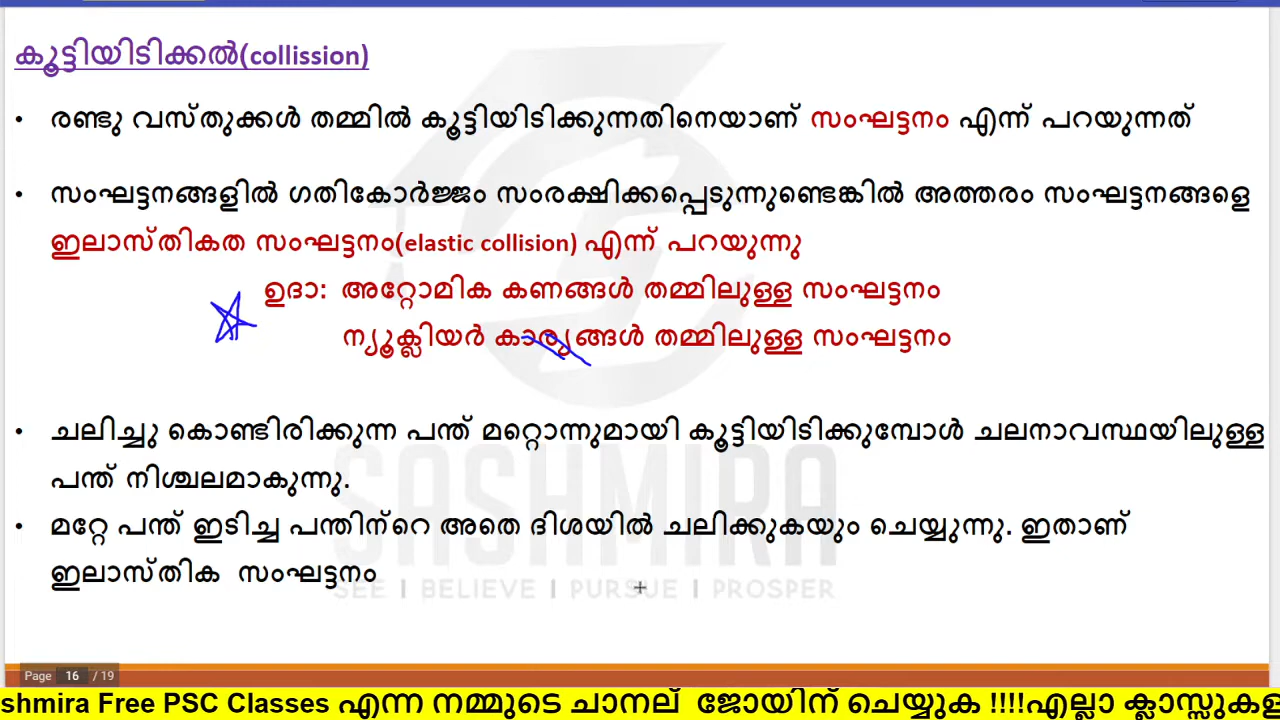 കൂട്ടിയിടിക്കൽ(collission)
• രണ്ടു വസ്തുക്കൾ തമ്മിൽ കൂട്ടിയിടിക്കുന്നതിനെയാണ് സംഘട്ടനം എന്ന് പറയുന്നത്
• സംഘട്ടനങ്ങളിൽ ഗതികോർജ്ജം സംരക്ഷിക്കപ്പെടുന്നുണ്ടെങ്കിൽ അത്തരം സംഘട്ടനങ്ങളെ
ഇലാസ്തികത സംഘട്ടനം(elastic collision) എന്ന് പറയുന്നു
ഉദാ: അറ്റോമിക കണങ്ങൾ തമ്മിലുള്ള സംഘട്ടനം
ന്യൂക്ലിയർ കാര്യങ്ങൾ തമ്മിലുള്ള സംഘട്ടനം
• ചലിച്ചു കൊണ്ടിരിക്കുന്ന പന്ത് മറ്റൊന്നുമായി കൂട്ടിയിടിക്കുമ്പോൾ ചലനാവസ്ഥയിലുള്ള
പന്ത് നിശ്ചലമാകുന്നു.
• മറ്റേ പന്ത് ഇടിച്ച പന്തിന്റെ അതെ ദിശയിൽ ചലിക്കുകയും ചെയ്യുന്നു. ഇതാണ്
ഇലാസ്തിക സംഘട്ടനം
SASHMIRA
SEE | BELIEVE | PURSUE | PROSPER
Page 16 / 19
shmira Free PSC Classes എന്ന നമ്മുടെ ചാനല് ജോയിന് ചെയ്യുക !!!!എല്ലാ ക്ലാസ്സുകള